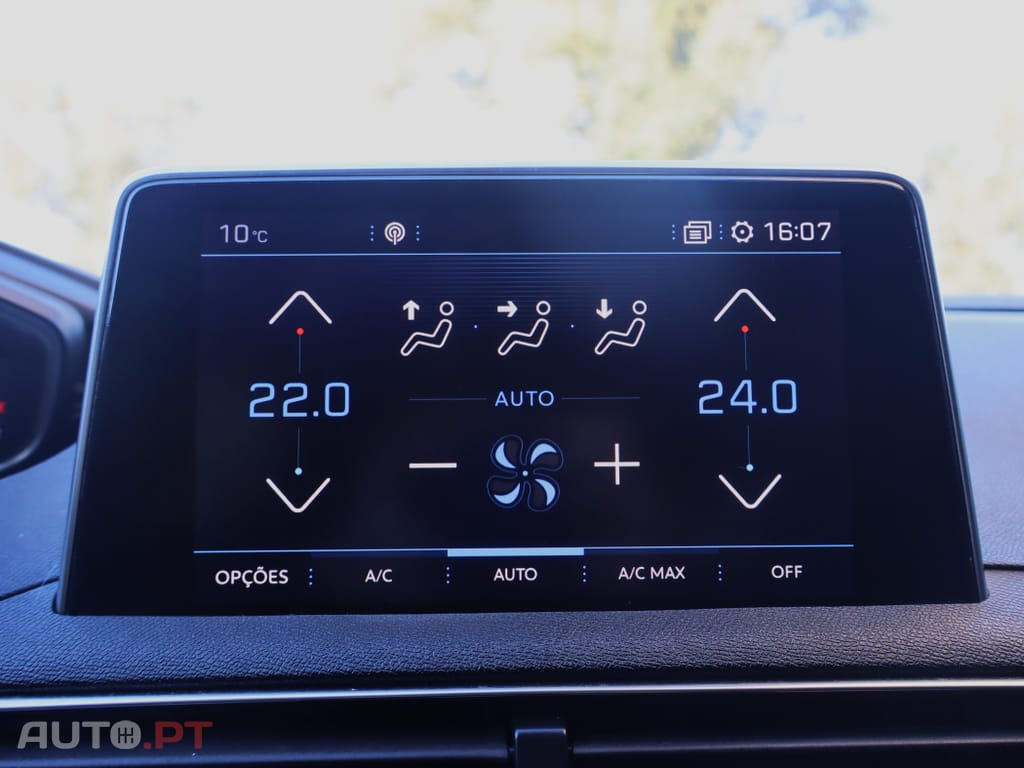 10°C 16:07
22.0 AUTO 24.0
OPÇÕES A/C AUTO A/C MAX OFF
AUTO.PT